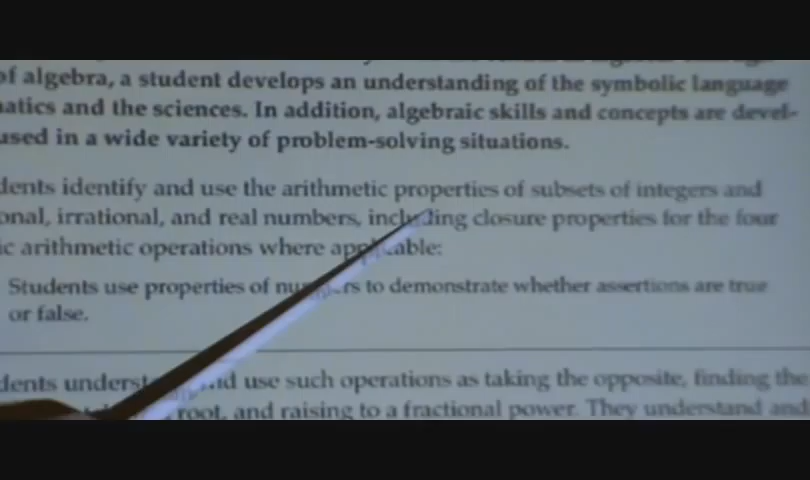 of algebra, a student develops an understanding of the symbolic language
matics and the sciences. In addition, algebraic skills and concepts are devel-
used in a wide variety of problem-solving situations.
dents identify and use the arithmetic properties of subsets of integers and
onal, irrational, and real numbers, including closure properties for the four
ic arithmetic operations where applicable:
Students use properties of numbers to demonstrate whether assertions are true
or false.
dents understand and use such operations as taking the opposite, finding the
root, and raising to a fractional power. They understand and